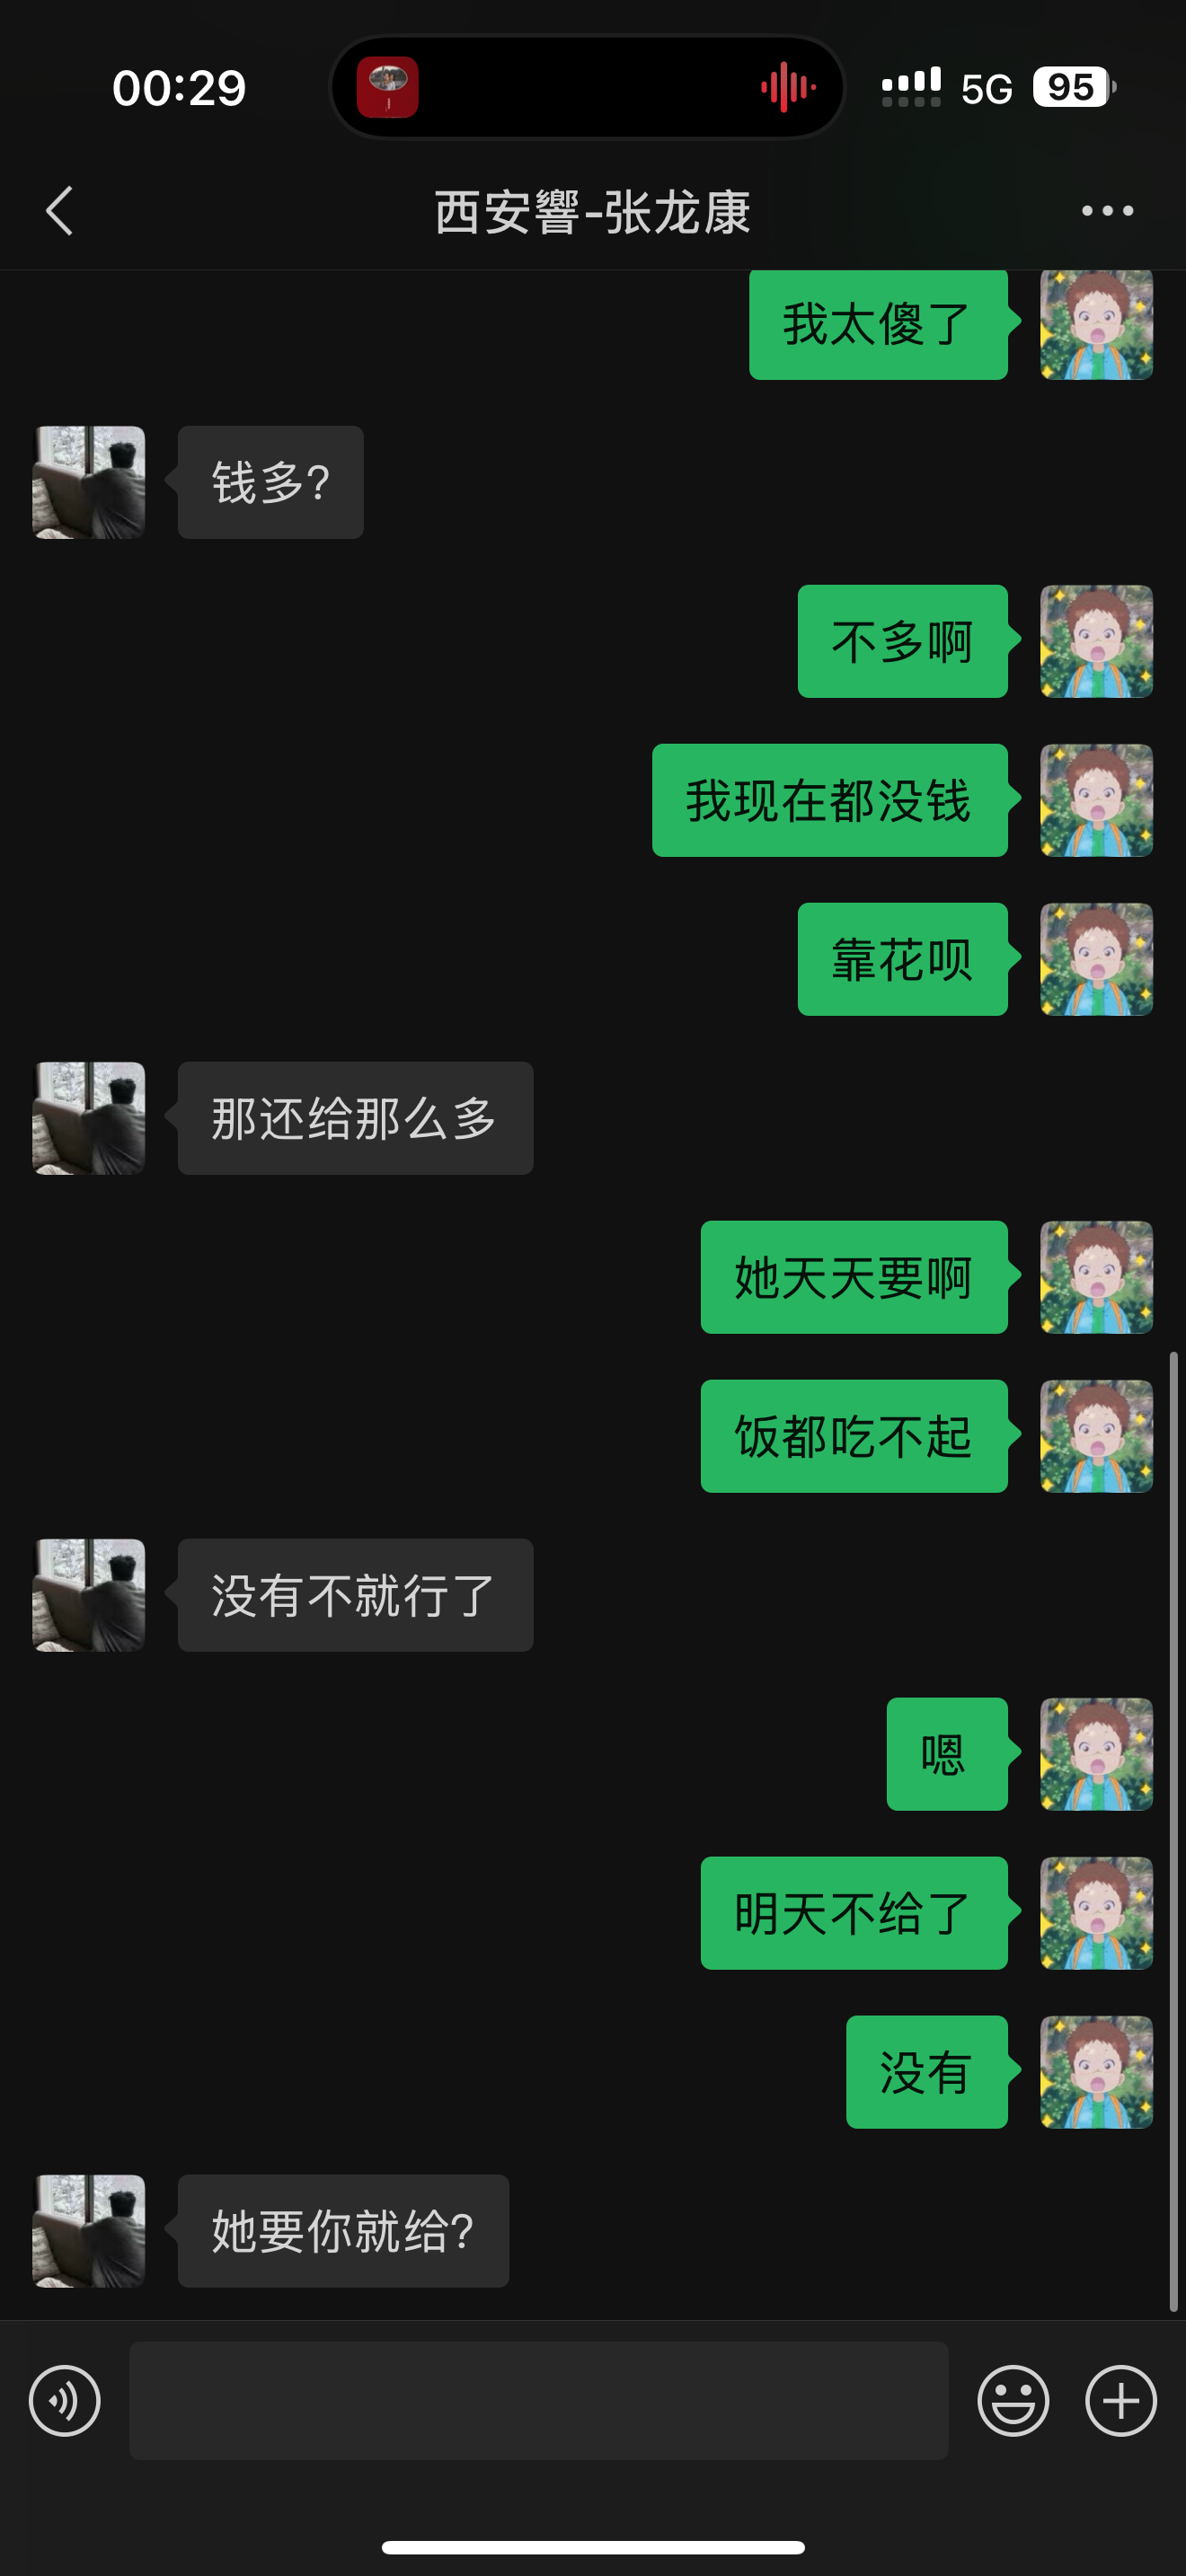 00:29
5G
95
西安響-张龙康
我太傻了
钱多?
不多啊
我现在都没钱
靠花呗
那还给那么多
她天天要啊
饭都吃不起
没有不就行了
嗯
明天不给了
没有
她要你就给?